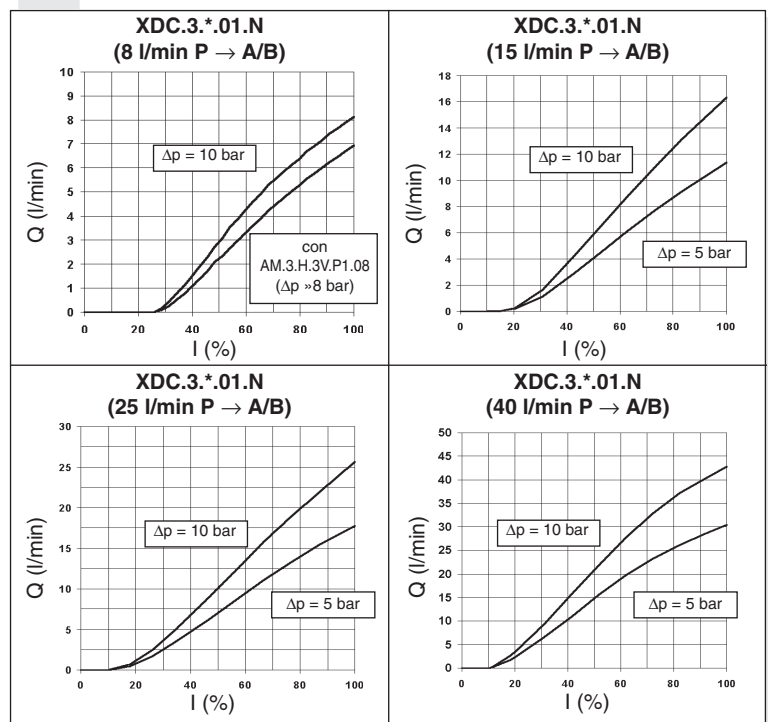 XDC.3.*.01.N
(8 l/min P → A/B)
10
9
8
7
6
5
4
3
2
1
0
Q (l/min)
Δp = 10 bar
con
AM.3.H.3V.P1.08
(Δp »8 bar)
0 20 40 60 80 100
I (%)
XDC.3.*.01.N
(15 l/min P → A/B)
18
16
14
12
10
8
6
4
2
0
Q (l/min)
Δp = 10 bar
Δp = 5 bar
0 20 40 60 80 100
I (%)
XDC.3.*.01.N
(25 l/min P → A/B)
30
25
20
15
10
5
0
Q (l/min)
Δp = 10 bar
Δp = 5 bar
0 20 40 60 80 100
I (%)
XDC.3.*.01.N
(40 l/min P → A/B)
50
45
40
35
30
25
20
15
10
5
0
Q (l/min)
Δp = 10 bar
Δp = 5 bar
0 20 40 60 80 100
I (%)